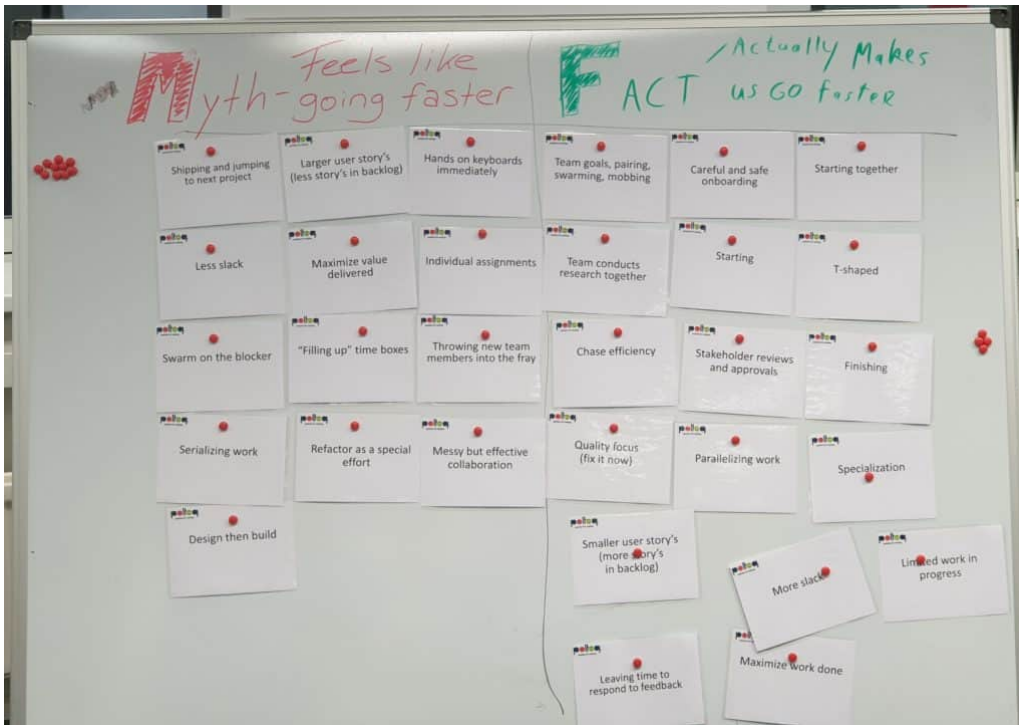 Myth - Feels like
going faster
FACT / Actually Makes
us GO Faster
Shipping and jumping
to next project
Larger user story's
(less story's in backlog)
Hands on keyboards
immediately
Team goals, pairing,
swarming, mobbing
Careful and safe
onboarding
Starting together
Less slack
Maximize value
delivered
Individual assignments
Team conducts
research together
Starting
T-shaped
Swarm on the blocker
"Filling up" time boxes
Throwing new team
members into the fray
Chase efficiency
Stakeholder reviews
and approvals
Finishing
Serializing work
Refactor as a special
effort
Messy but effective
collaboration
Quality focus
(fix it now)
Parallelizing work
Specialization
Design then build
Smaller user story's
(more story's
in backlog)
More slack
Limited work in
progress
Leaving time to
respond to feedback
Maximize work done